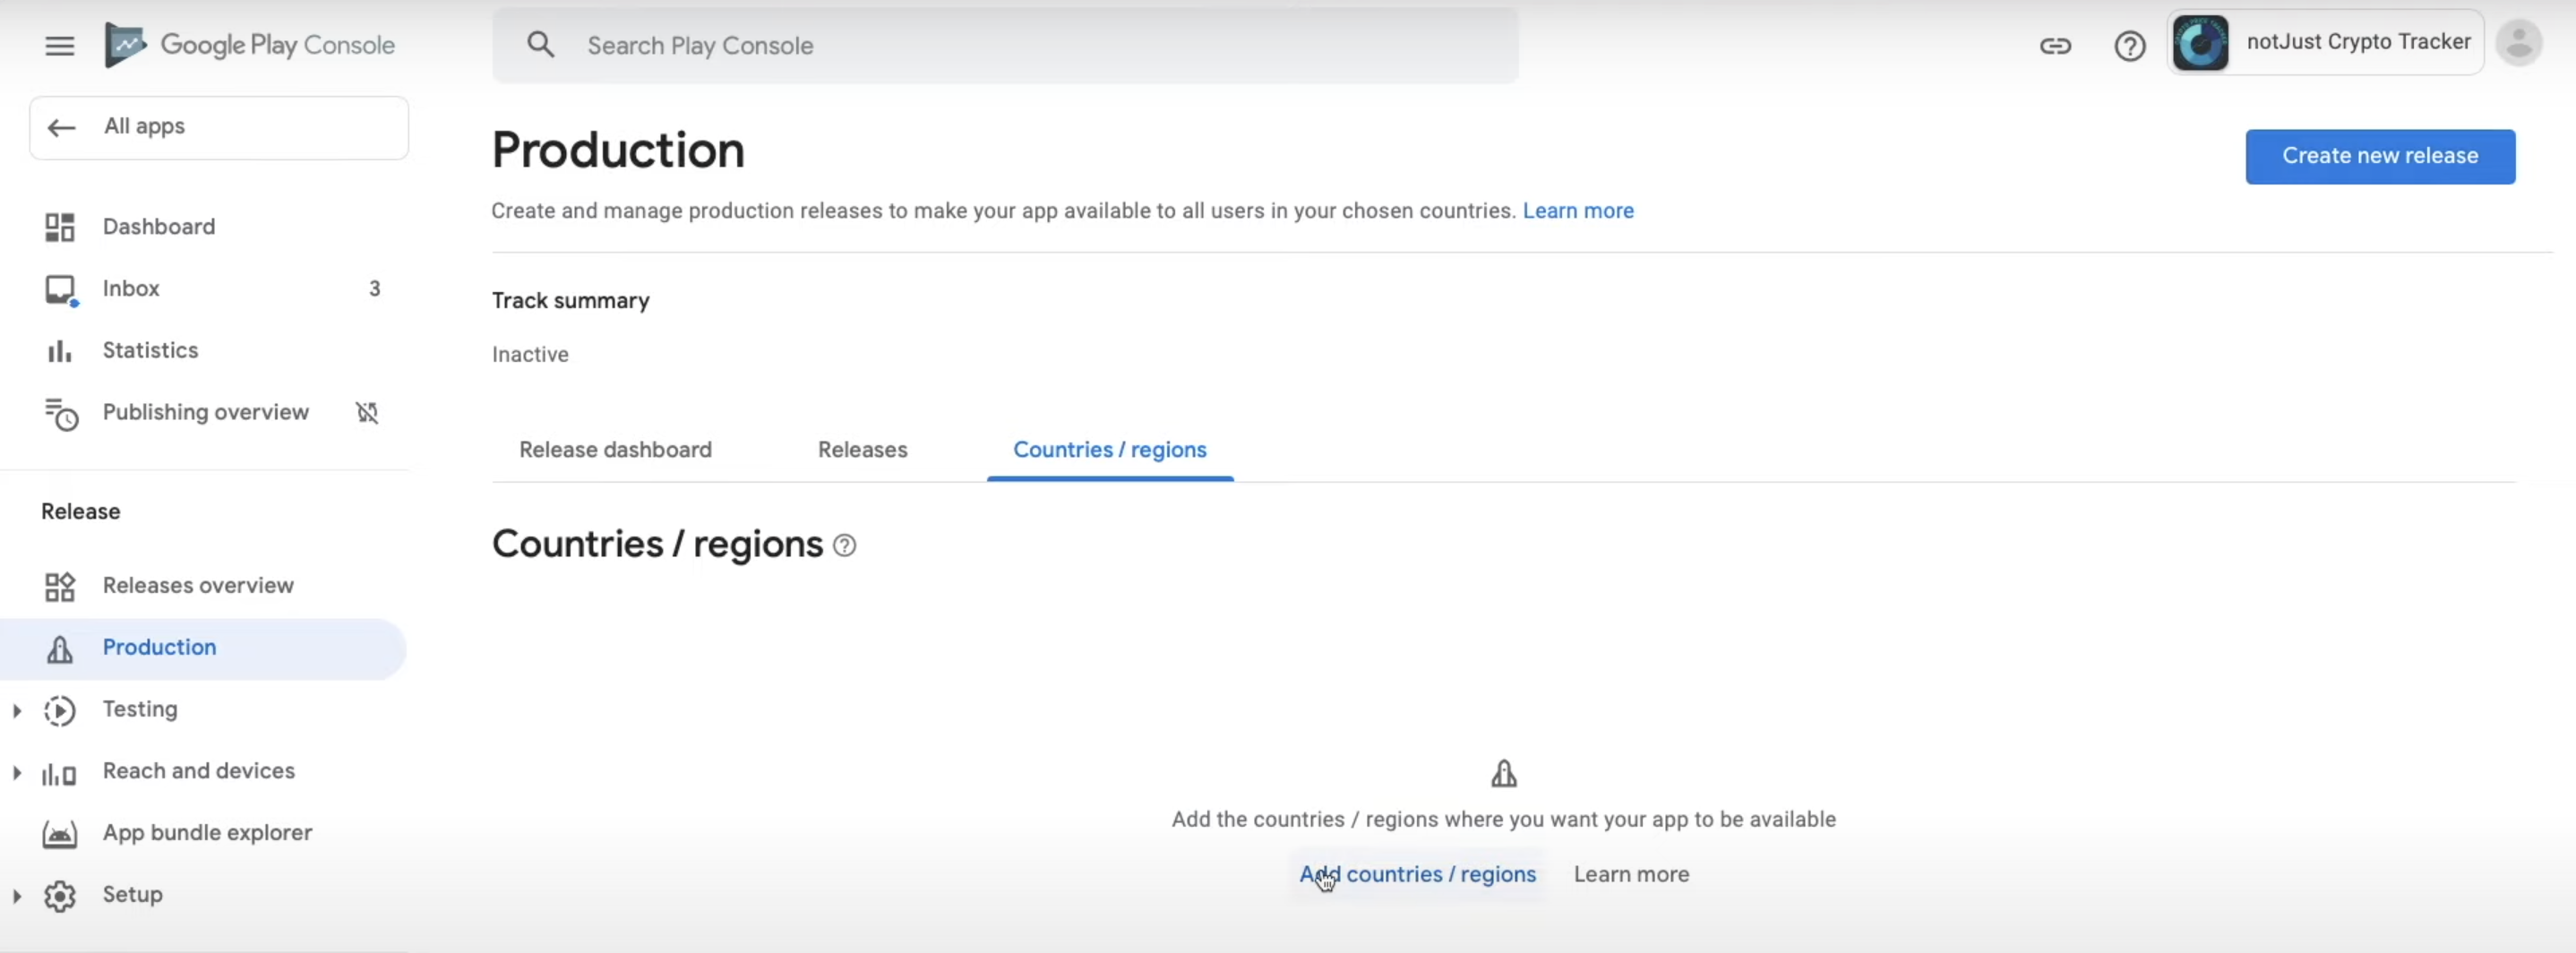 Google Play Console
Search Play Console
notJust Crypto Tracker
All apps
Dashboard
Inbox 3
Statistics
Publishing overview
Release
Releases overview
Production
Testing
Reach and devices
App bundle explorer
Setup
Production
Create new release
Create and manage production releases to make your app available to all users in your chosen countries. Learn more
Track summary
Inactive
Release dashboard Releases Countries / regions
Countries / regions
Add the countries / regions where you want your app to be available
Add countries / regions Learn more